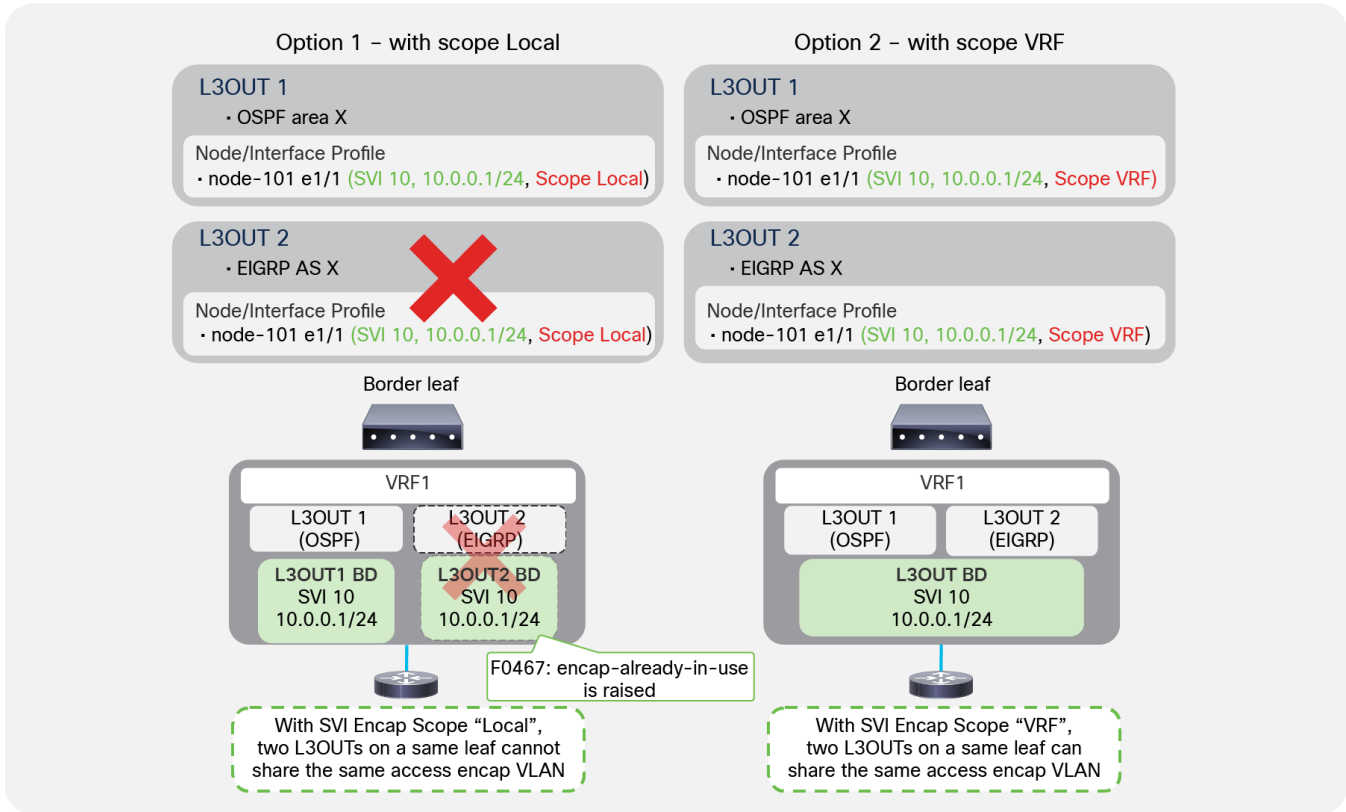 Option 1 – with scope Local
L3OUT 1
• OSPF area X
Node/Interface Profile
• node-101 e1/1 (SVI 10, 10.0.0.1/24, Scope Local)
L3OUT 2
• EIGRP AS X
Node/Interface Profile
• node-101 e1/1 (SVI 10, 10.0.0.1/24, Scope Local)
Border leaf
VRF1
L3OUT 1
(OSPF)
L3OUT 2
(EIGRP)
L3OUT1 BD
SVI 10
10.0.0.1/24
L3OUT2 BD
SVI 10
10.0.0.1/24
F0467: encap-already-in-use
is raised
With SVI Encap Scope “Local”,
two L3OUTs on a same leaf cannot
share the same access encap VLAN
Option 2 – with scope VRF
L3OUT 1
• OSPF area X
Node/Interface Profile
• node-101 e1/1 (SVI 10, 10.0.0.1/24, Scope VRF)
L3OUT 2
• EIGRP AS X
Node/Interface Profile
• node-101 e1/1 (SVI 10, 10.0.0.1/24, Scope VRF)
Border leaf
VRF1
L3OUT 1
(OSPF)
L3OUT 2
(EIGRP)
L3OUT BD
SVI 10
10.0.0.1/24
With SVI Encap Scope “VRF”,
two L3OUTs on a same leaf can
share the same access encap VLAN